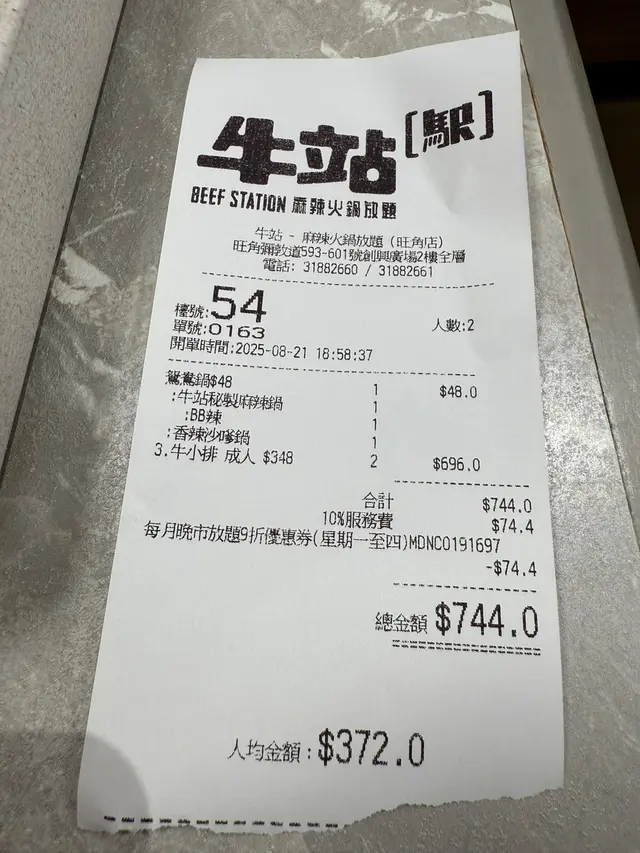 牛站[駅]
BEEF STATION 麻辣火鍋放題
牛站 - 麻辣火鍋放題 (旺角店)
旺角彌敦道593-601號創興廣場2樓全層
電話: 31882660 / 31882661
檯號:54 人數:2
單號:0163
開單時間:2025-08-21 18:58:37
鴛鴦鍋$48 1 $48.0
:牛站秘製麻辣鍋 1
:BB辣 1
:香辣沙嗲鍋 1
3.牛小排 成人 $348 2 $696.0
合計 $744.0
10%服務費 $74.4
每月晚市放題9折優惠券(星期一至四)MDNC0191697
-$74.4
總金額 $744.0
人均金額:$372.0